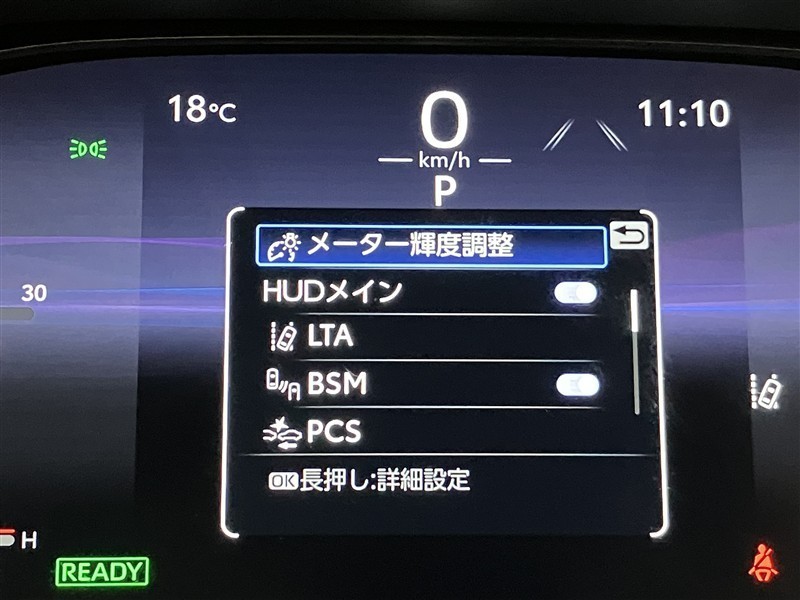 18℃
0
11:10
km/h
P
メーター輝度調整
HUDメイン
30
LTA
BSM
PCS
OK長押し:詳細設定
H
READY